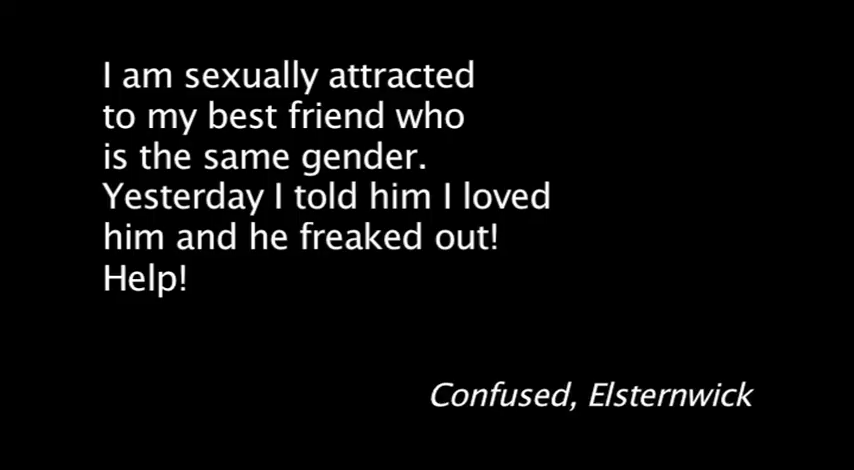 I am sexually attracted
to my best friend who
is the same gender.
Yesterday I told him I loved
him and he freaked out!
Help!
Confused, Elsternwick